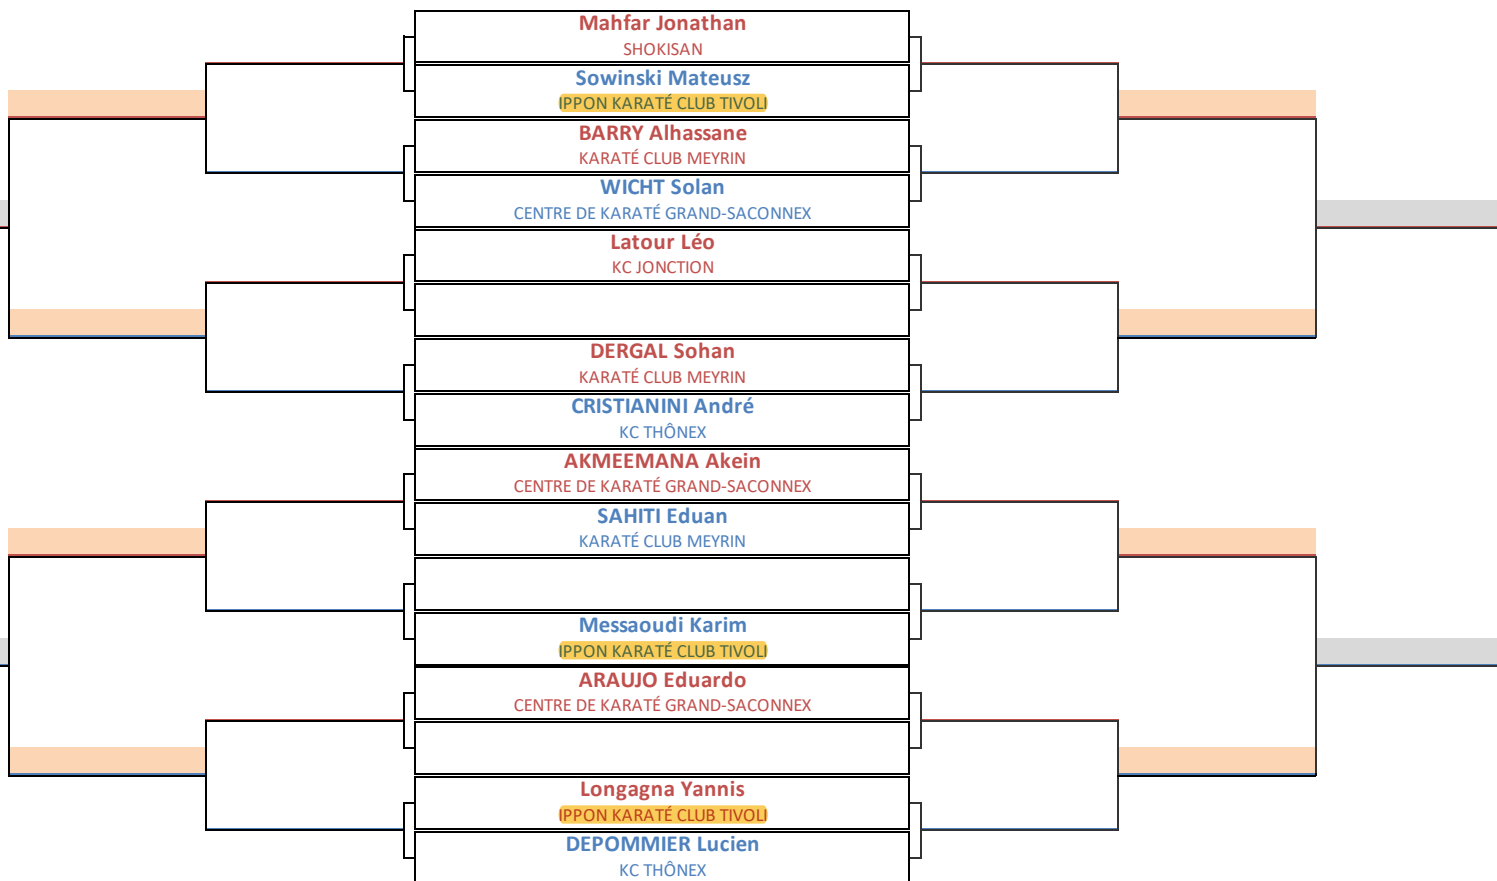 Mahfar Jonathan
SHOKISAN
Sowinski Mateusz
IPPON KARATÉ CLUB TIVOLI
BARRY Alhassane
KARATÉ CLUB MEYRIN
WICHT Solan
CENTRE DE KARATÉ GRAND-SACONNEX
Latour Léo
KC JONCTION
DERGAL Sohan
KARATÉ CLUB MEYRIN
CRISTIANINI André
KC THÔNEX
AKMEEMANA Akein
CENTRE DE KARATÉ GRAND-SACONNEX
SAHITI Eduan
KARATÉ CLUB MEYRIN
Messaoudi Karim
IPPON KARATÉ CLUB TIVOLI
ARAUJO Eduardo
CENTRE DE KARATÉ GRAND-SACONNEX
Longagna Yannis
IPPON KARATÉ CLUB TIVOLI
DEPOMMIER Lucien
KC THÔNEX